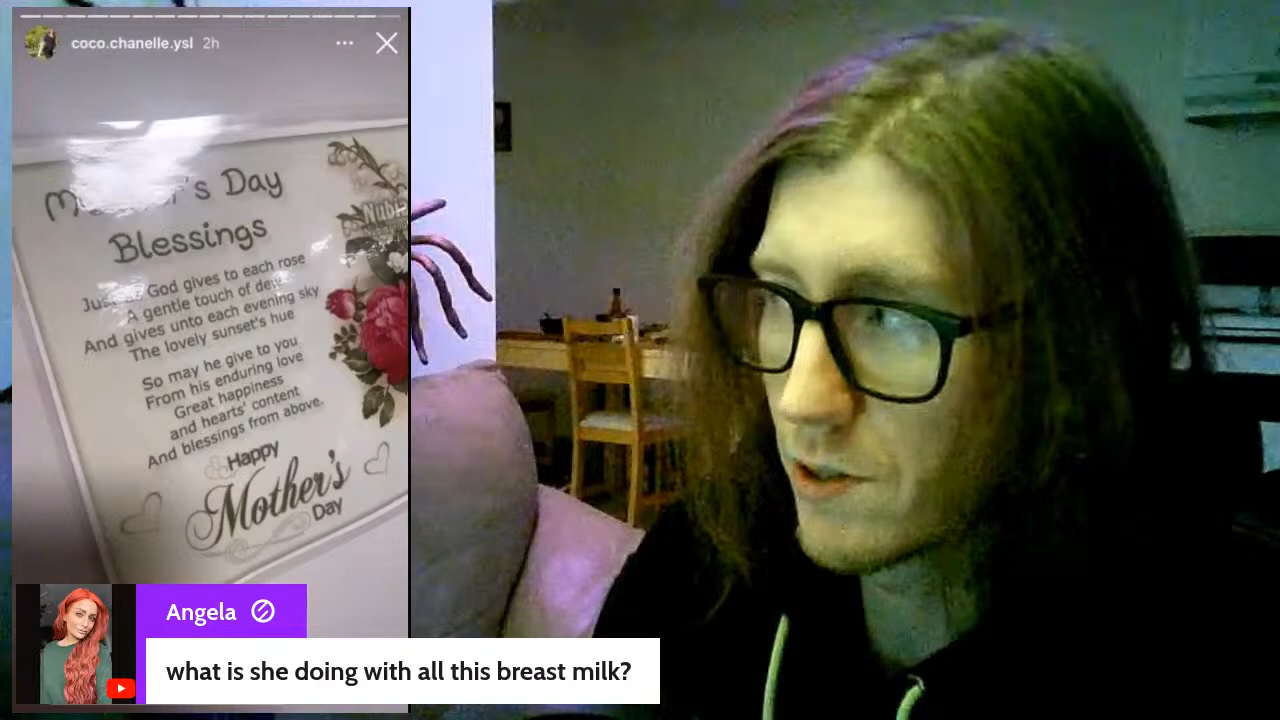 coco.chanelle.ysl 2h
Day
Blessings
God gives to each rose
A gentle touch of dew
And gives unto each evening sky
The lovely sunset's hue
So may he give to you
From his enduring love
Great happiness
and hearts' content
And blessings from above.
Happy
Mother's
Day
Angela
what is she doing with all this breast milk?